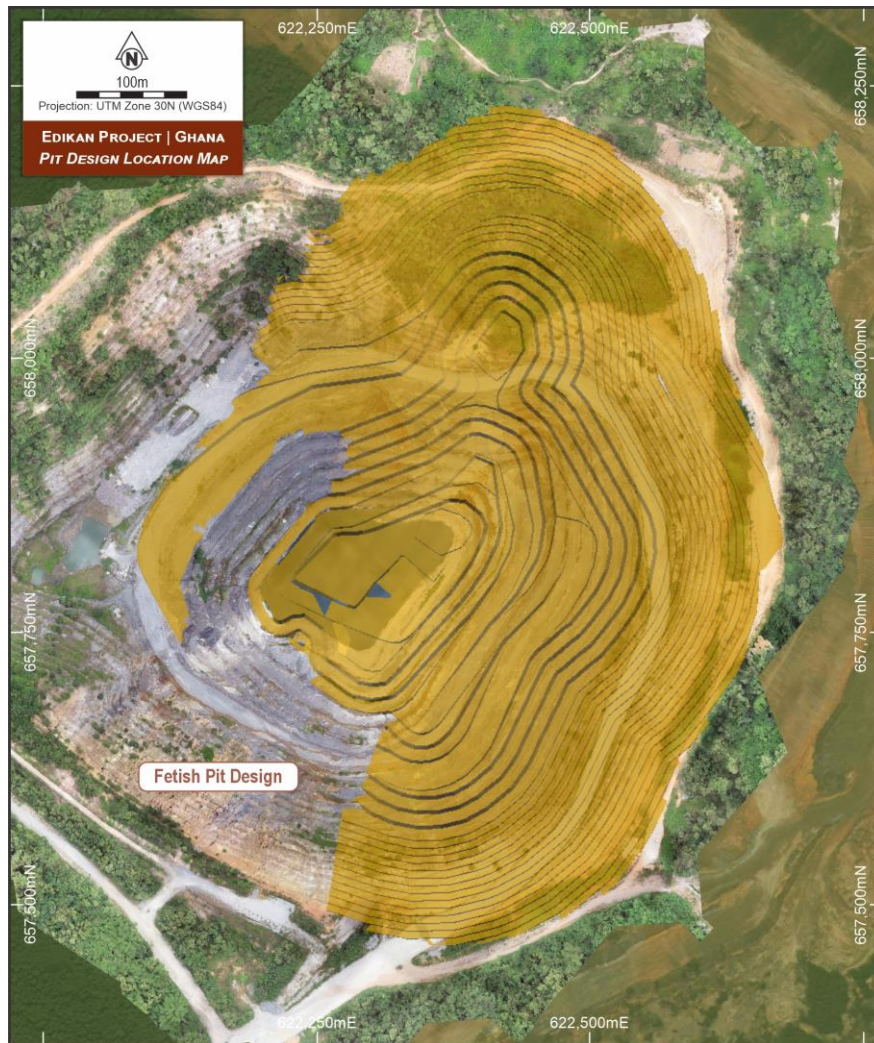 622,250mE
622,500mE
N
100m
Projection: UTM Zone 30N (WGS84)
EDIKAN PROJECT | GHANA
PIT DESIGN LOCATION MAP
658,250mN
658,250mN
658,000mN
658,000mN
657,750mN
657,750mN
Fetish Pit Design
657,500mN
657,500mN
622,250mE
622,500mE